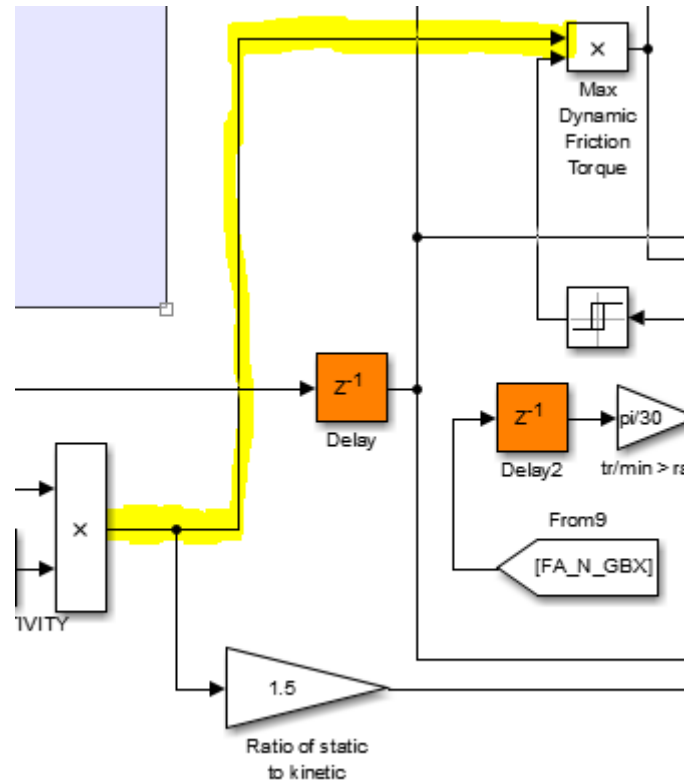 ×
Max
Dynamic
Friction
Torque
z-1
Delay
z-1
Delay2
pi/30
tr/min > ra
From9
[FA_N_GBX]
×
TIVITY
1.5
Ratio of static
to kinetic